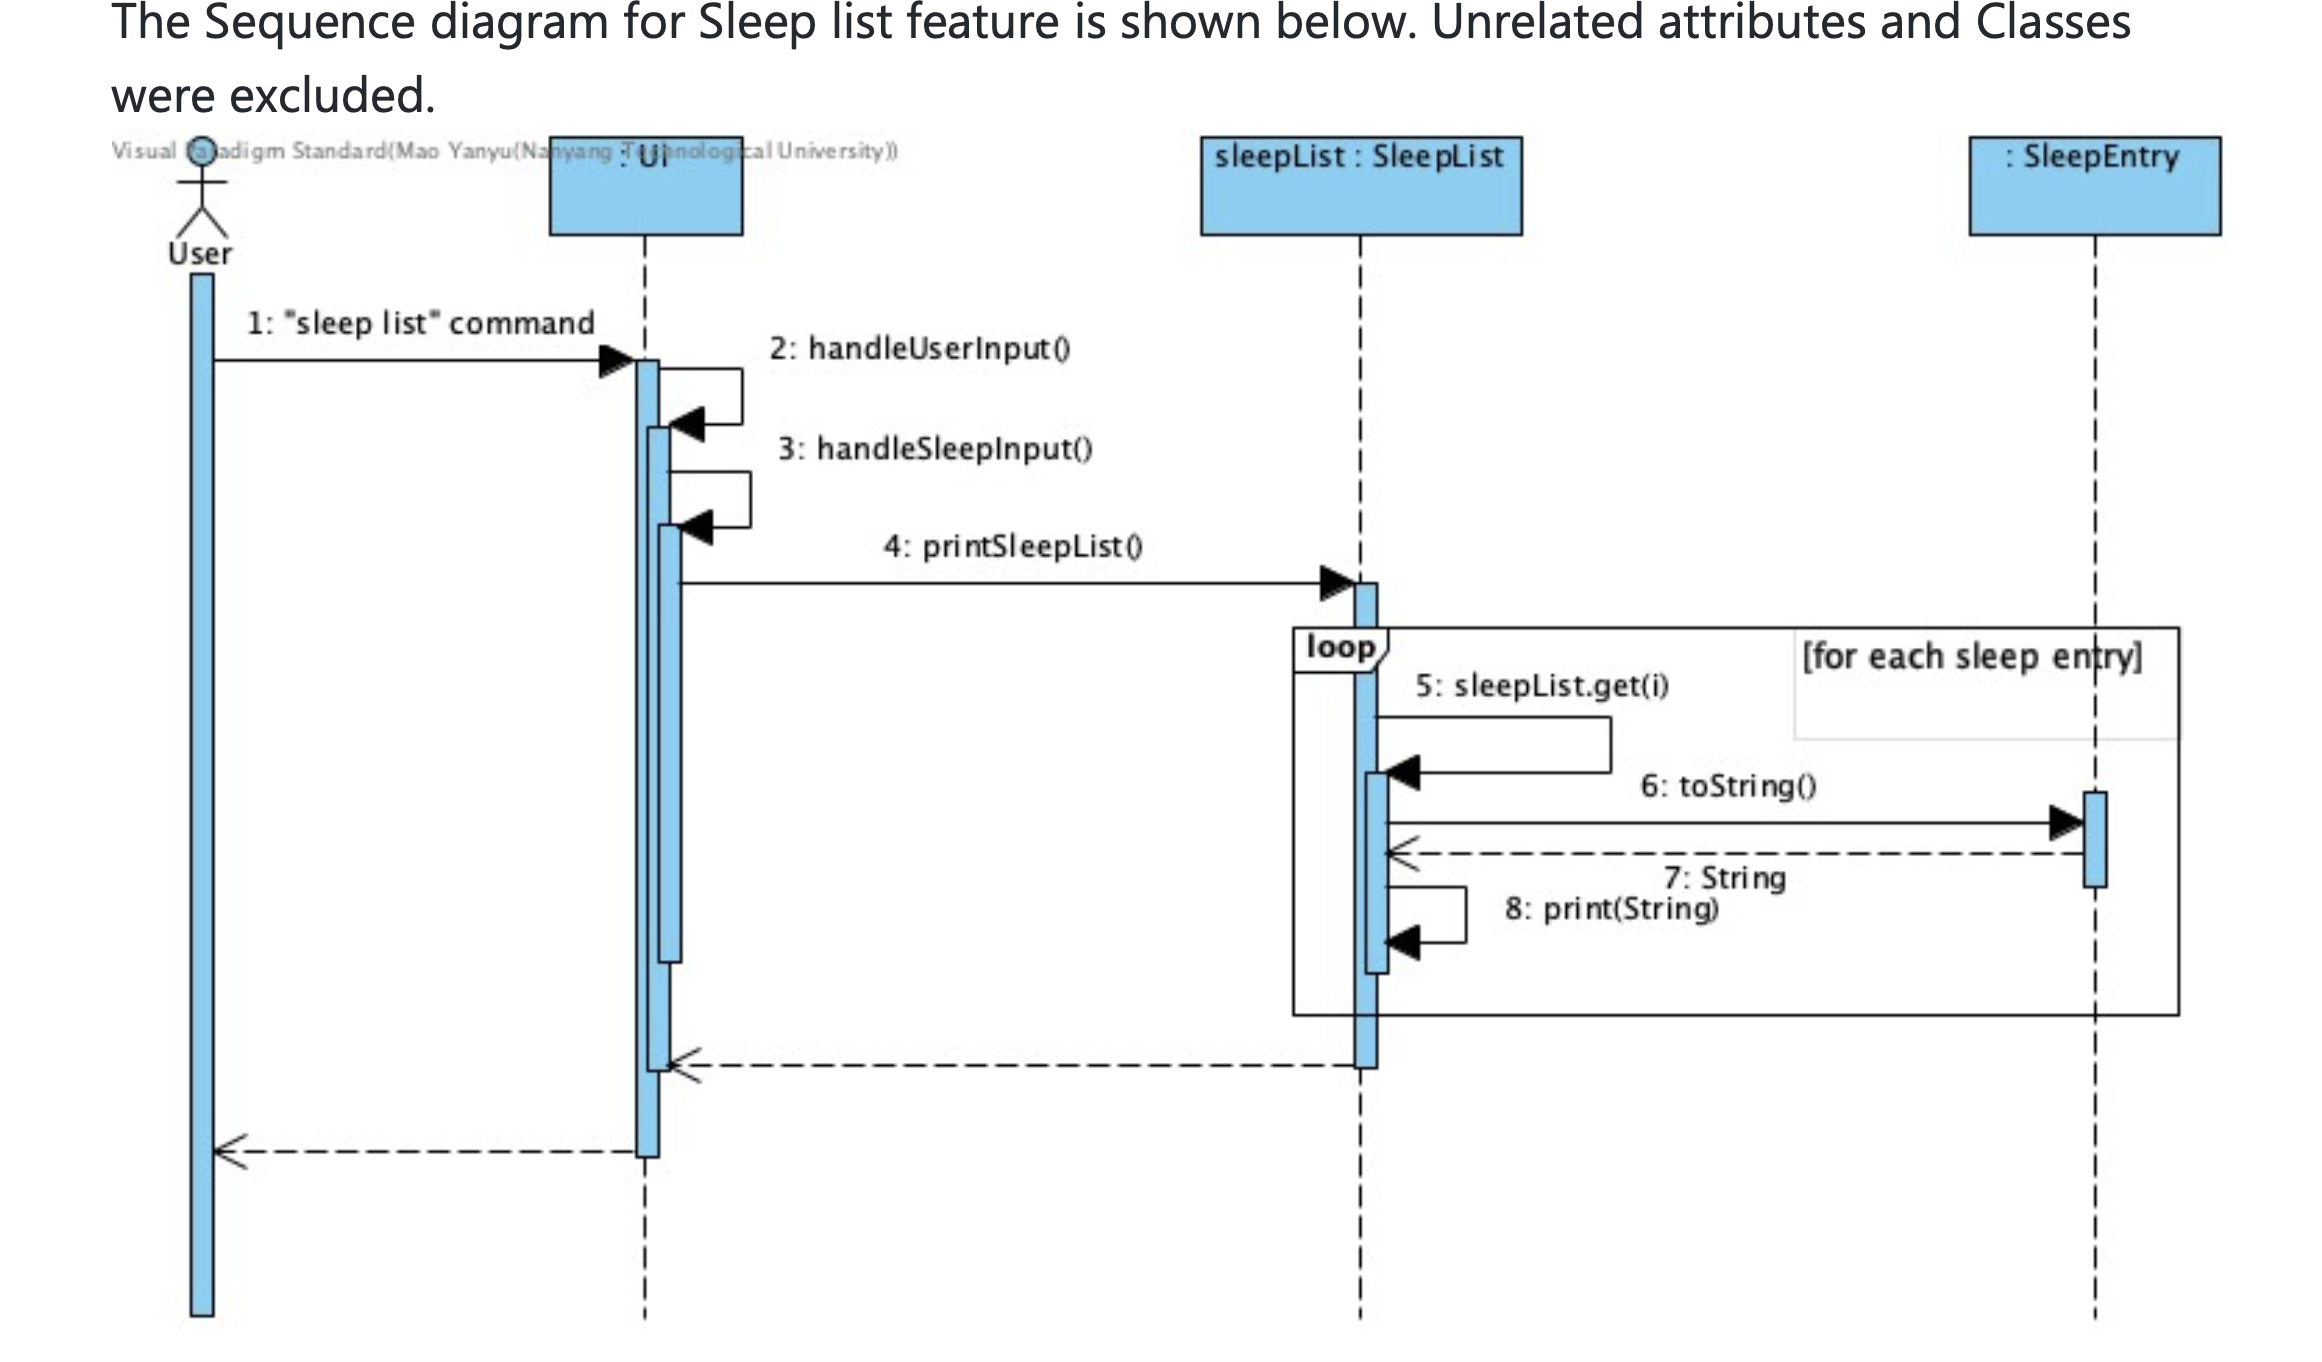 The Sequence diagram for Sleep list feature is shown below. Unrelated attributes and Classes
were excluded.
Visual Paradigm Standard(Mao Yanyu(Nanyang Technological University))
: UI
sleepList : SleepList
: SleepEntry
User
1: "sleep list" command
2: handleUserInput()
3: handleSleepInput()
4: printSleepList()
loop
[for each sleep entry]
5: sleepList.get(i)
6: toString()
7: String
8: print(String)